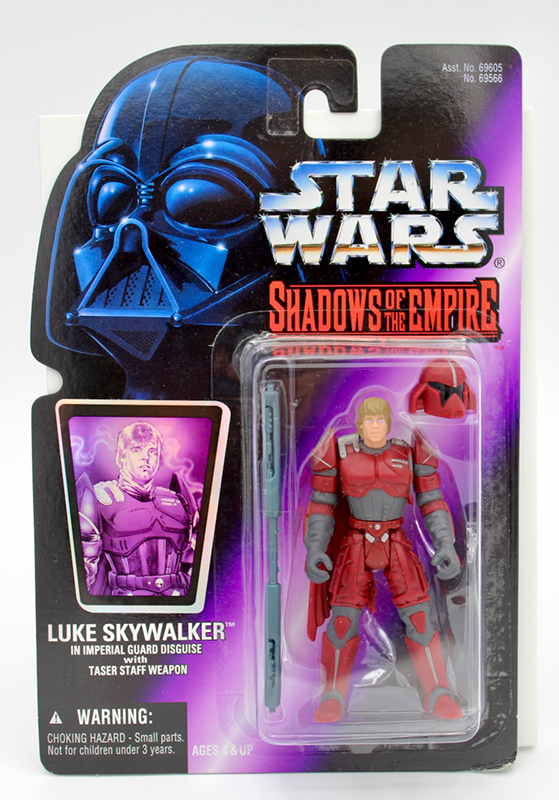 Asst. No. 69605
No. 69566
STAR
WARS®
SHADOWS OF THE EMPIRE™
LUKE SKYWALKER™
IN IMPERIAL GUARD DISGUISE
with
TASER STAFF WEAPON
WARNING:
CHOKING HAZARD - Small parts.
Not for children under 3 years.
AGES 4 & UP